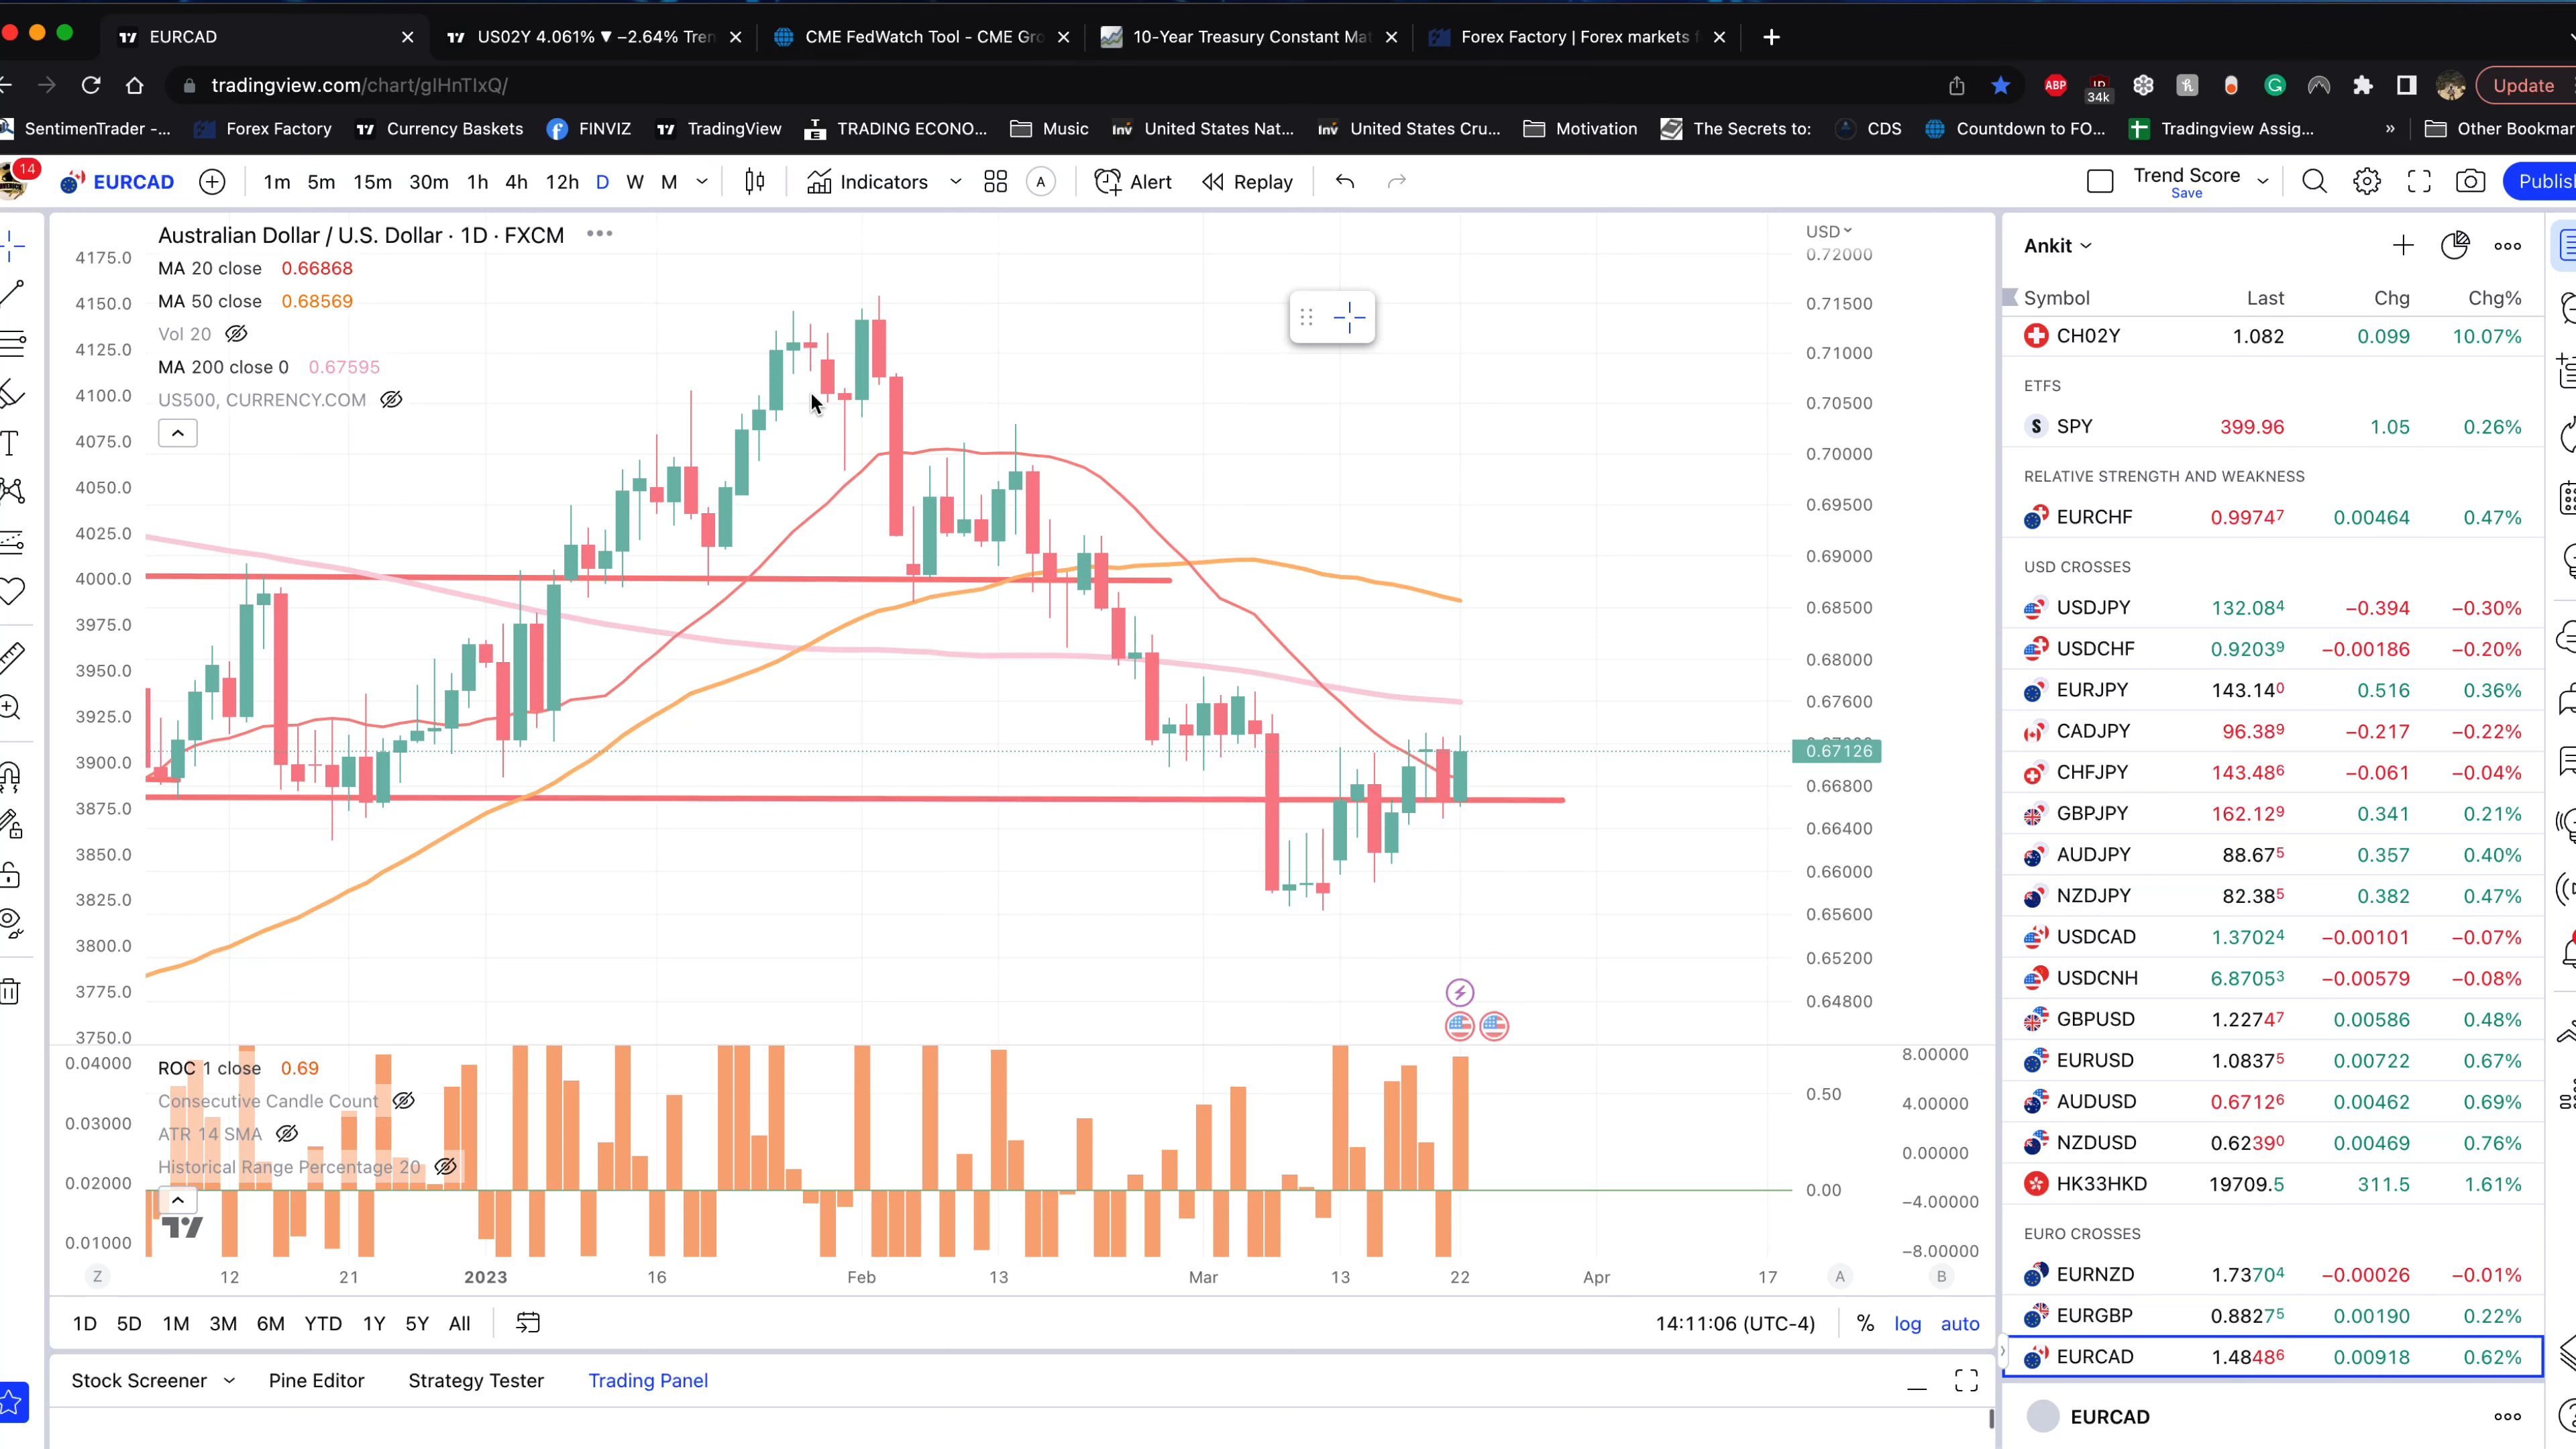 EURCAD
US02Y 4.061% ▼ −2.64% Tren
CME FedWatch Tool - CME Gro
10-Year Treasury Constant Mat
Forex Factory | Forex markets f
tradingview.com/chart/gIHnTIxQ/
ABP
34k
Update
SentimenTrader -...
Forex Factory
Currency Baskets
FINVIZ
TradingView
TRADING ECONO...
Music
United States Nat...
United States Cru...
Motivation
The Secrets to:
CDS
Countdown to FO...
Tradingview Assig...
»
Other Bookmar
14
EURCAD
1m 5m 15m 30m 1h 4h 12h D W M
Indicators
A
Alert
Replay
Trend Score
Save
Publis
Australian Dollar / U.S. Dollar · 1D · FXCM
MA 20 close 0.66868
MA 50 close 0.68569
Vol 20
MA 200 close 0 0.67595
US500, CURRENCY.COM
4175.0
4150.0
4125.0
4100.0
4075.0
4050.0
4025.0
4000.0
3975.0
3950.0
3925.0
3900.0
3875.0
3850.0
3825.0
3800.0
3775.0
3750.0
USD
0.72000
0.71500
0.71000
0.70500
0.70000
0.69500
0.69000
0.68500
0.68000
0.67600
0.67126
0.66800
0.66400
0.66000
0.65600
0.65200
0.64800
ROC 1 close 0.69
Consecutive Candle Count
ATR 14 SMA
Historical Range Percentage 20
0.04000
0.03000
0.02000
0.01000
0.50
0.00
8.00000
4.00000
0.00000
−4.00000
−8.00000
Z 12 21 2023 16 Feb 13 Mar 13 22 Apr 17 A B
1D 5D 1M 3M 6M YTD 1Y 5Y All
14:11:06 (UTC-4) % log auto
Stock Screener Pine Editor Strategy Tester Trading Panel
Ankit
Symbol Last Chg Chg%
CH02Y 1.082 0.099 10.07%
ETFS
SPY 399.96 1.05 0.26%
RELATIVE STRENGTH AND WEAKNESS
EURCHF 0.99747 0.00464 0.47%
USD CROSSES
USDJPY 132.084 −0.394 −0.30%
USDCHF 0.92039 −0.00186 −0.20%
EURJPY 143.140 0.516 0.36%
CADJPY 96.389 −0.217 −0.22%
CHFJPY 143.486 −0.061 −0.04%
GBPJPY 162.129 0.341 0.21%
AUDJPY 88.675 0.357 0.40%
NZDJPY 82.385 0.382 0.47%
USDCAD 1.37024 −0.00101 −0.07%
USDCNH 6.87053 −0.00579 −0.08%
GBPUSD 1.22747 0.00586 0.48%
EURUSD 1.08375 0.00722 0.67%
AUDUSD 0.67126 0.00462 0.69%
NZDUSD 0.62390 0.00469 0.76%
HK33HKD 19709.5 311.5 1.61%
EURO CROSSES
EURNZD 1.73704 −0.00026 −0.01%
EURGBP 0.88275 0.00190 0.22%
EURCAD 1.48486 0.00918 0.62%
EURCAD